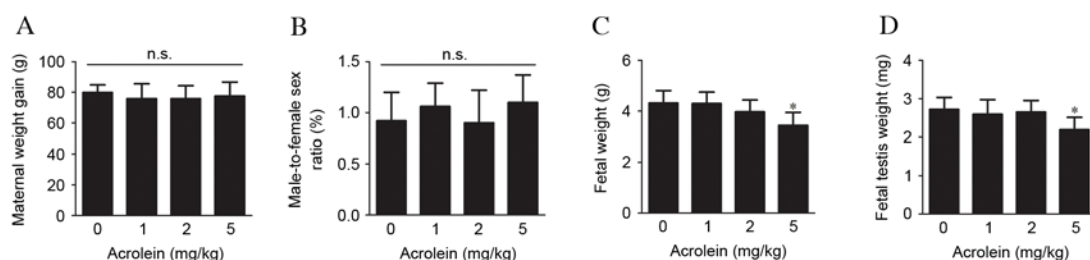 A
n.s.
Maternal weight gain (g)
100
80
60
40
20
0
0 1 2 5
Acrolein (mg/kg)
B
n.s.
Male-to-female sex
ratio (%)
1.5
1.0
0.5
0.0
0 1 2 5
Acrolein (mg/kg)
C
Fetal weight (g)
6
4
2
0
*
0 1 2 5
Acrolein (mg/kg)
D
Fetal testis weight (mg)
4
3
2
1
0
*
0 1 2 5
Acrolein (mg/kg)